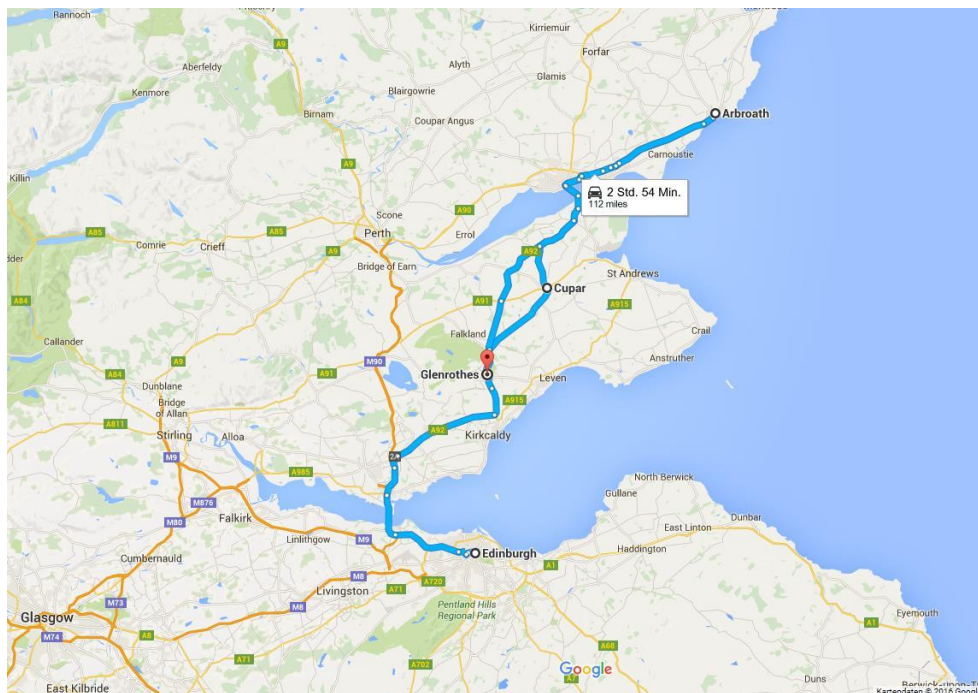 Rannoch
Pitlochry
A9
Kirriemuir
Forfar
Aberfeldy
Alyth
Glamis
Kenmore
Blairgowrie
Birnam
Coupar Angus
Arbroath
Carnoustie
A9
Killin
2 Std. 54 Min.
112 miles
Scone
A90
A85
A85
Perth
Errol
Comrie
Crieff
A9
A92
Bridge of Earn
St Andrews
Cupar
A84
A91
A915
Falkland
Crail
Callander
A9
M90
Anstruther
Glenrothes
Leven
A84
A91
Dunblane
Bridge
of Allan
A915
A811
Alloa
A92
Kirkcaldy
Stirling
M9
A985
North Berwick
M876
Gullane
Falkirk
Dunbar
M80
East Linton
Linlithgow
M9
Edinburgh
Haddington
Cumbernauld
A1
M8
A720
M73
Livingston
A71
Pentland Hills
Regional Park
Glasgow
M8
Eyemouth
M74
A8
A68
A1
A71
A702
Google
A7
Duns
East Kilbride
Kartendaten © 2016 Google